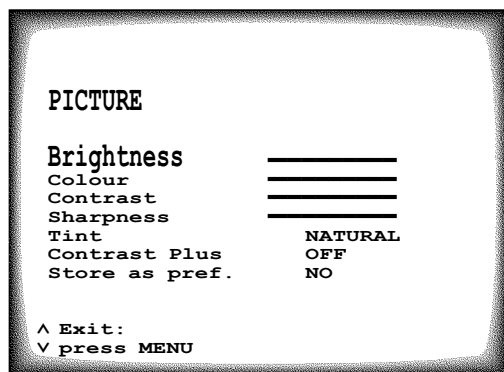 PICTURE
Brightness
Colour
Contrast
Sharpness
Tint NATURAL
Contrast Plus OFF
Store as pref. NO
∧ Exit:
∨ press MENU